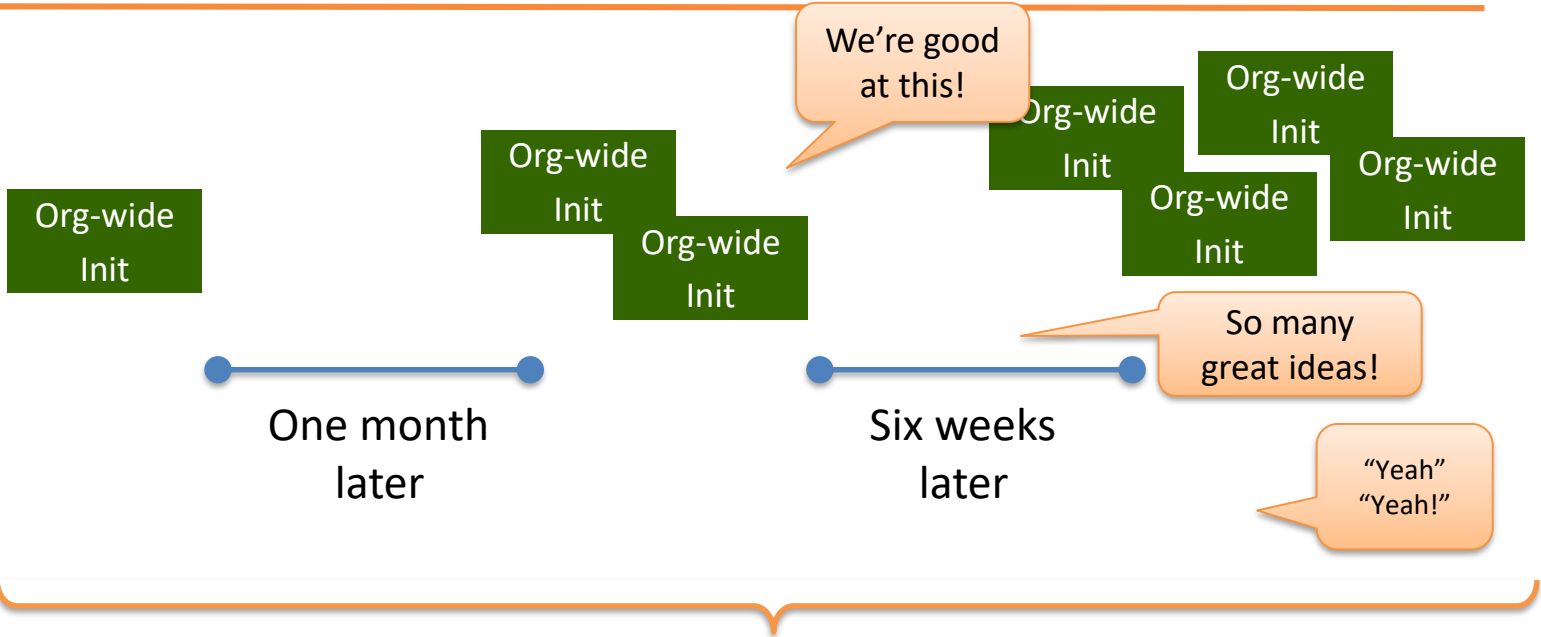 We’re good
at this!
Org-wide
Init
Org-wide
Init
Org-wide
Init
Org-wide
Init
Org-wide
Init
Org-wide
Init
Org-wide
Init
So many
great ideas!
One month
later
Six weeks
later
“Yeah”
“Yeah!”